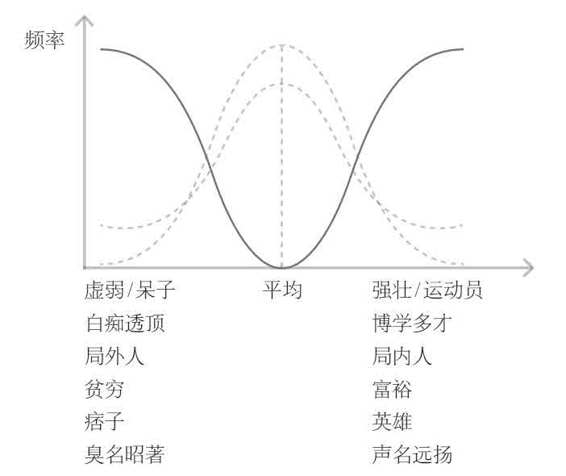 频率
虚弱/呆子 平均 强壮/运动员
白痴透顶 博学多才
局外人 局内人
贫穷 富裕
痞子 英雄
臭名昭著 声名远扬